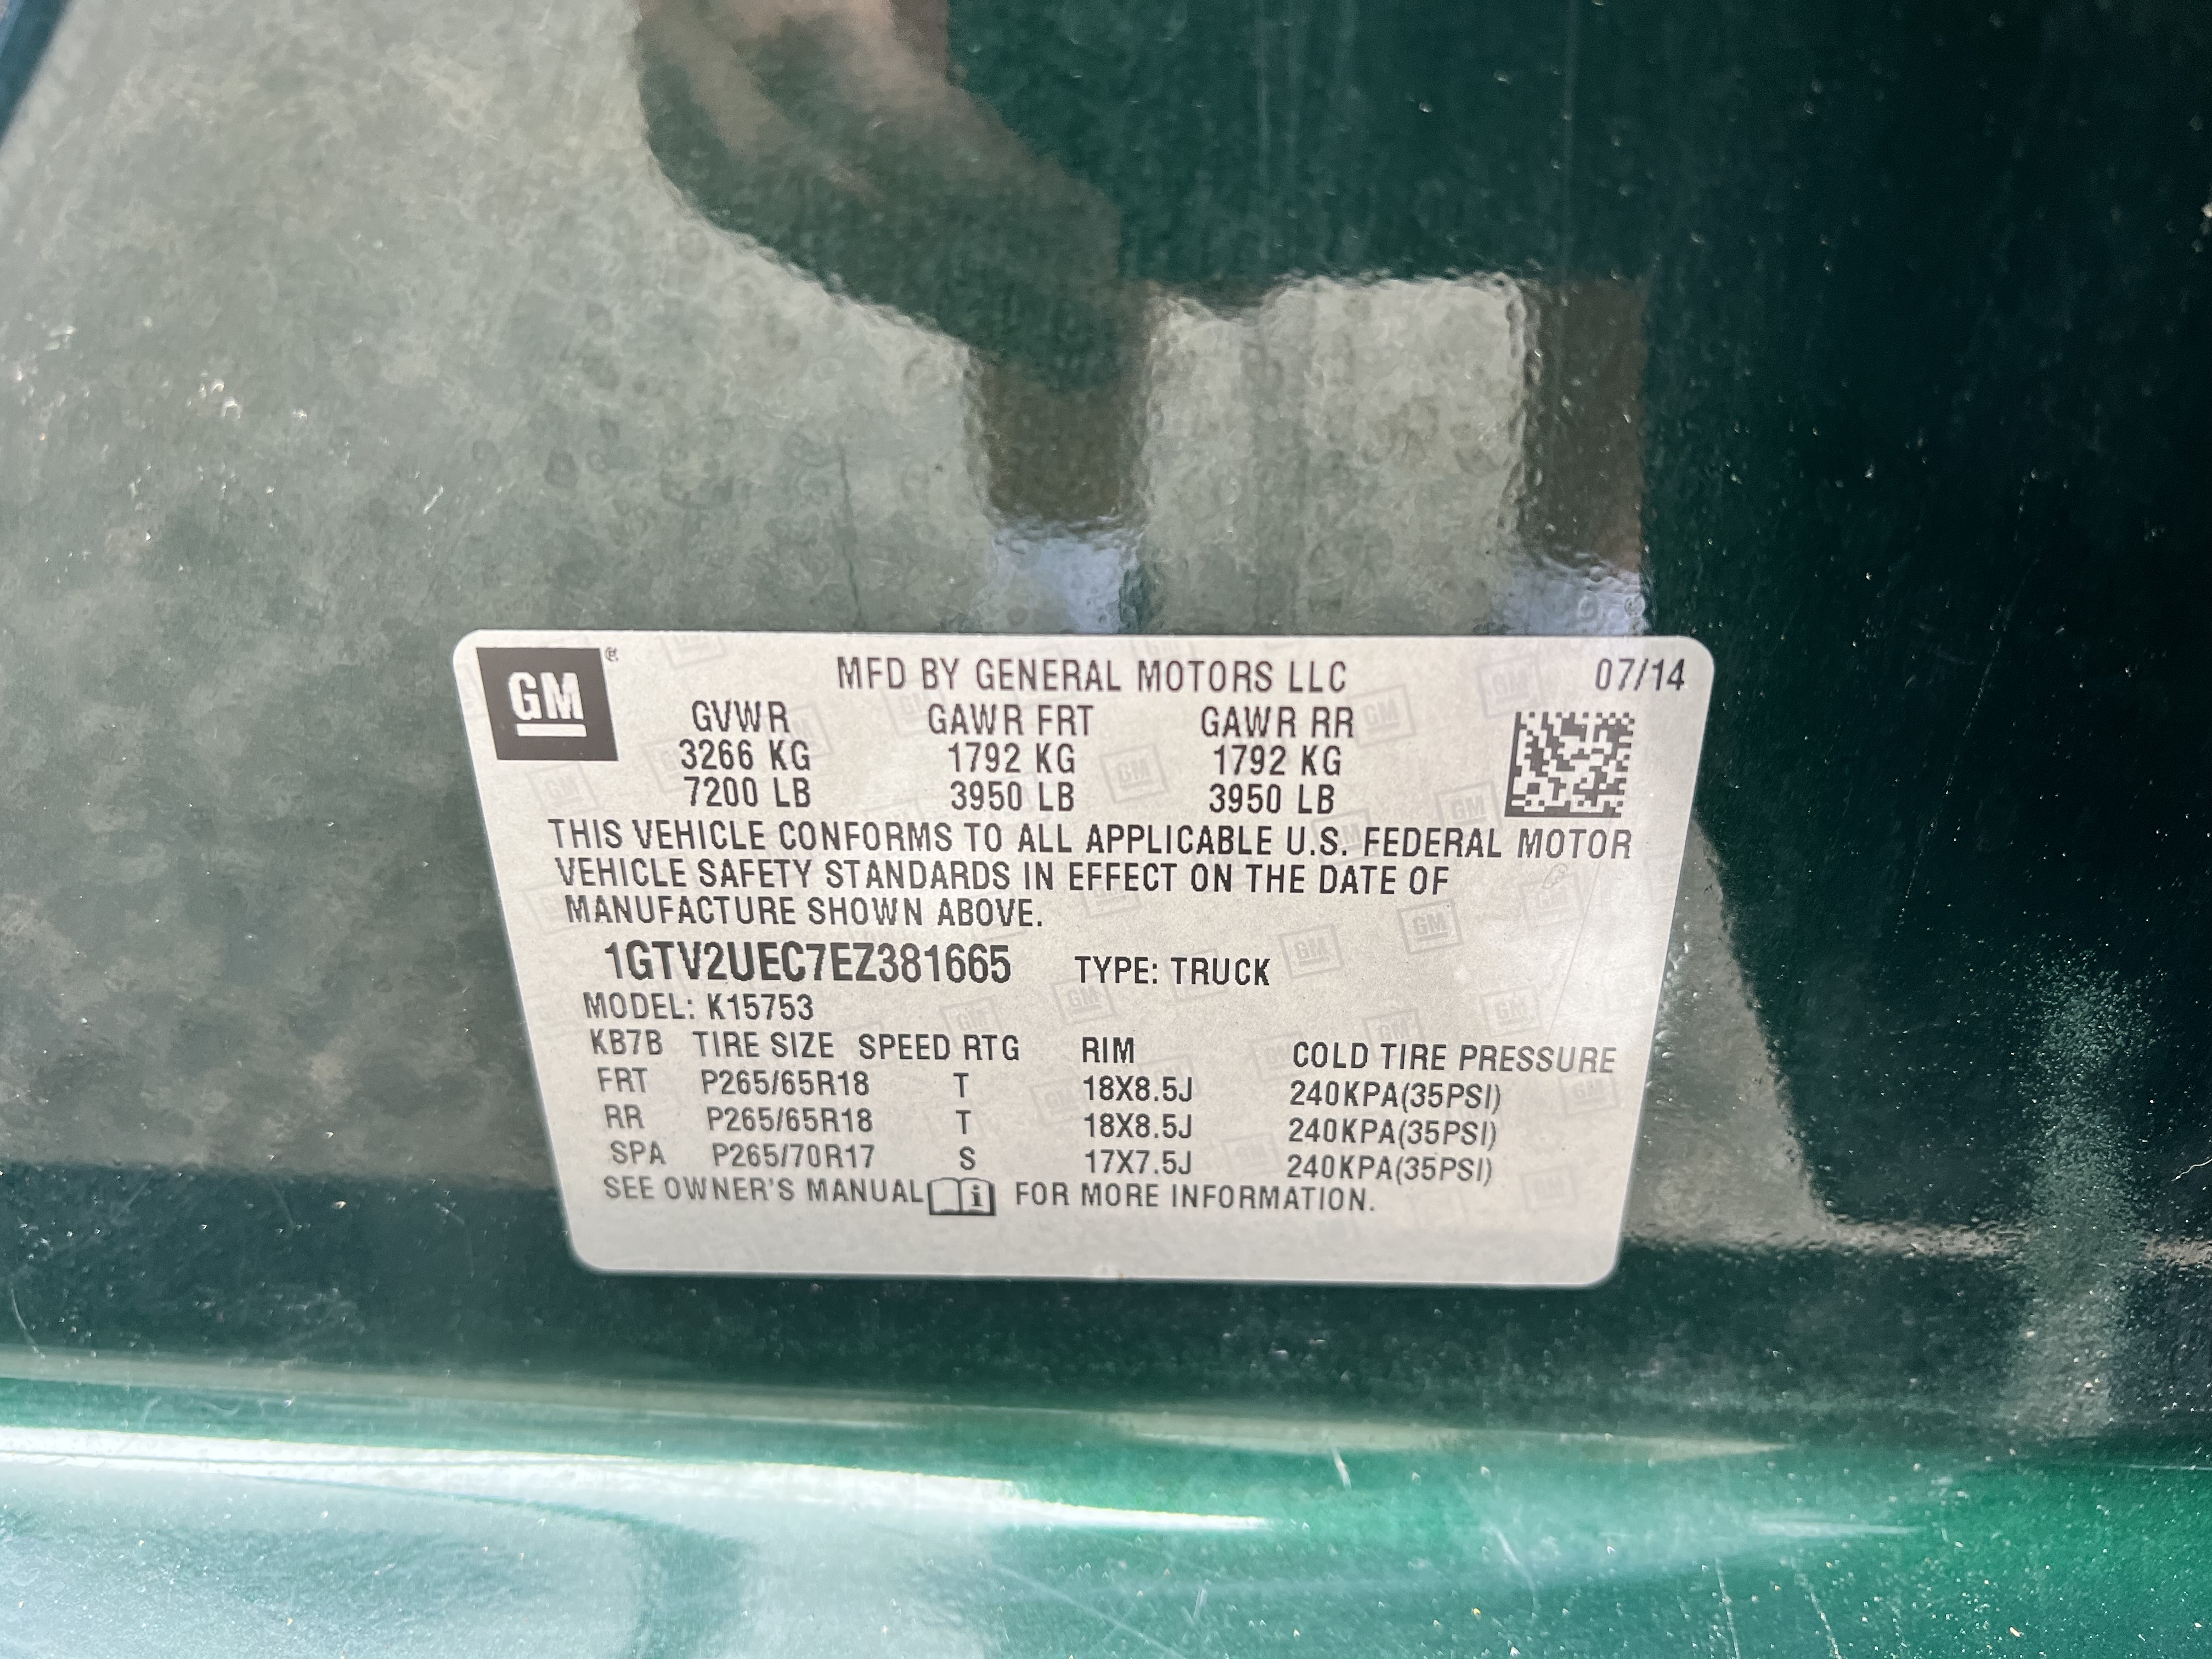 GM ® MFD BY GENERAL MOTORS LLC 07/14
GVWR GAWR FRT GAWR RR
3266 KG 1792 KG 1792 KG
7200 LB 3950 LB 3950 LB
THIS VEHICLE CONFORMS TO ALL APPLICABLE U.S. FEDERAL MOTOR
VEHICLE SAFETY STANDARDS IN EFFECT ON THE DATE OF
MANUFACTURE SHOWN ABOVE.
1GTV2UEC7EZ381665 TYPE: TRUCK
MODEL: K15753
KB7B TIRE SIZE SPEED RTG RIM COLD TIRE PRESSURE
FRT P265/65R18 T 18X8.5J 240KPA(35PSI)
RR P265/65R18 T 18X8.5J 240KPA(35PSI)
SPA P265/70R17 S 17X7.5J 240KPA(35PSI)
SEE OWNER'S MANUAL i FOR MORE INFORMATION.